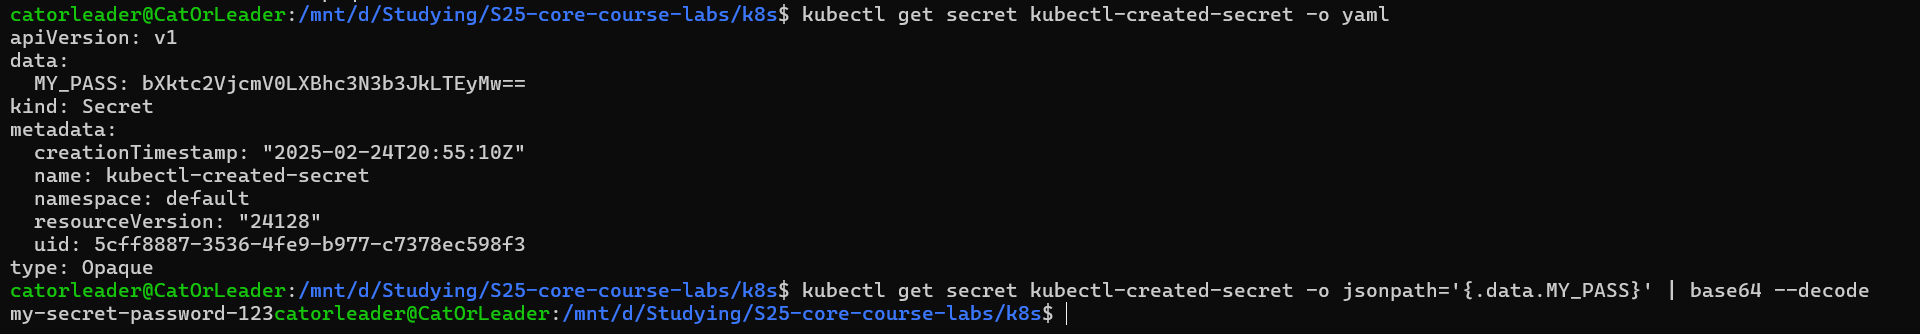 catorleader@CatOrLeader:/mnt/d/Studying/S25-core-course-labs/k8s$ kubectl get secret kubectl-created-secret -o yaml
apiVersion: v1
data:
  MY_PASS: bXktc2VjcmV0LXBhc3N3b3JkLTEyMw==
kind: Secret
metadata:
  creationTimestamp: "2025-02-24T20:55:10Z"
  name: kubectl-created-secret
  namespace: default
  resourceVersion: "24128"
  uid: 5cff8887-3536-4fe9-b977-c7378ec598f3
type: Opaque
catorleader@CatOrLeader:/mnt/d/Studying/S25-core-course-labs/k8s$ kubectl get secret kubectl-created-secret -o jsonpath='{.data.MY_PASS}' | base64 --decode
my-secret-password-123catorleader@CatOrLeader:/mnt/d/Studying/S25-core-course-labs/k8s$